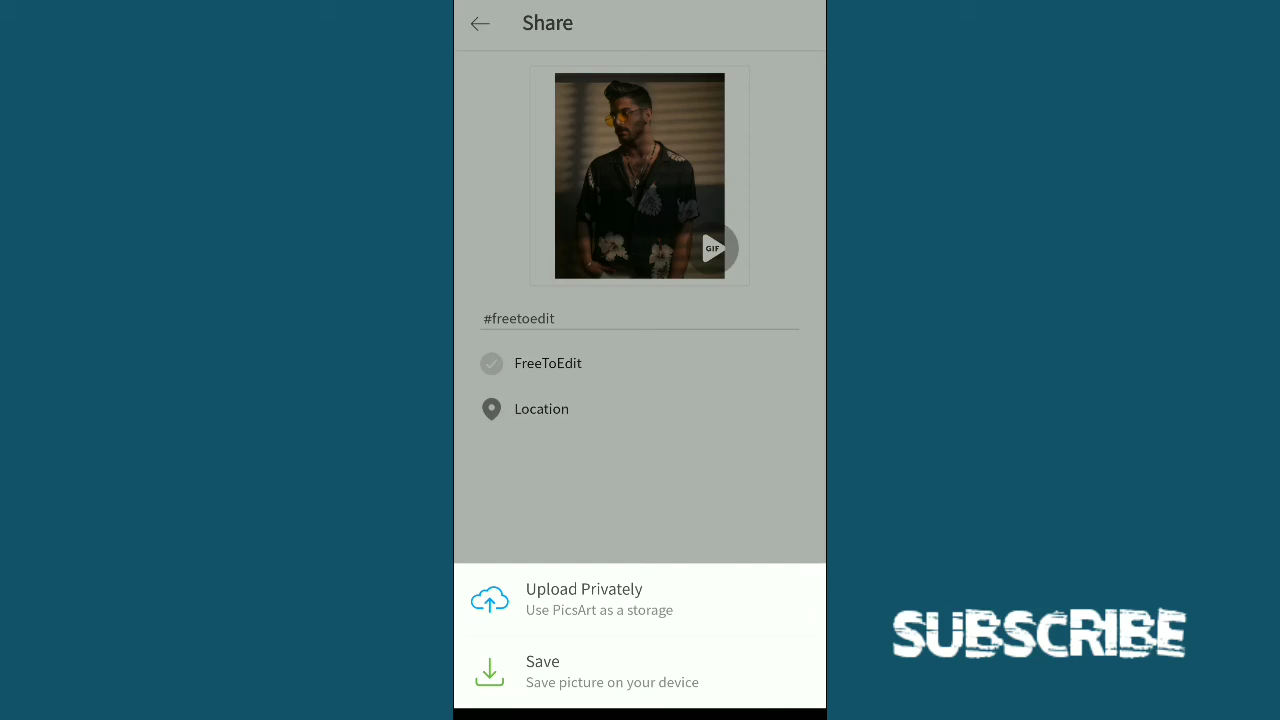 Share
GIF
#freetoedit
FreeToEdit
Location
Upload Privately
Use PicsArt as a storage
Save
Save picture on your device
SUBSCRIBE